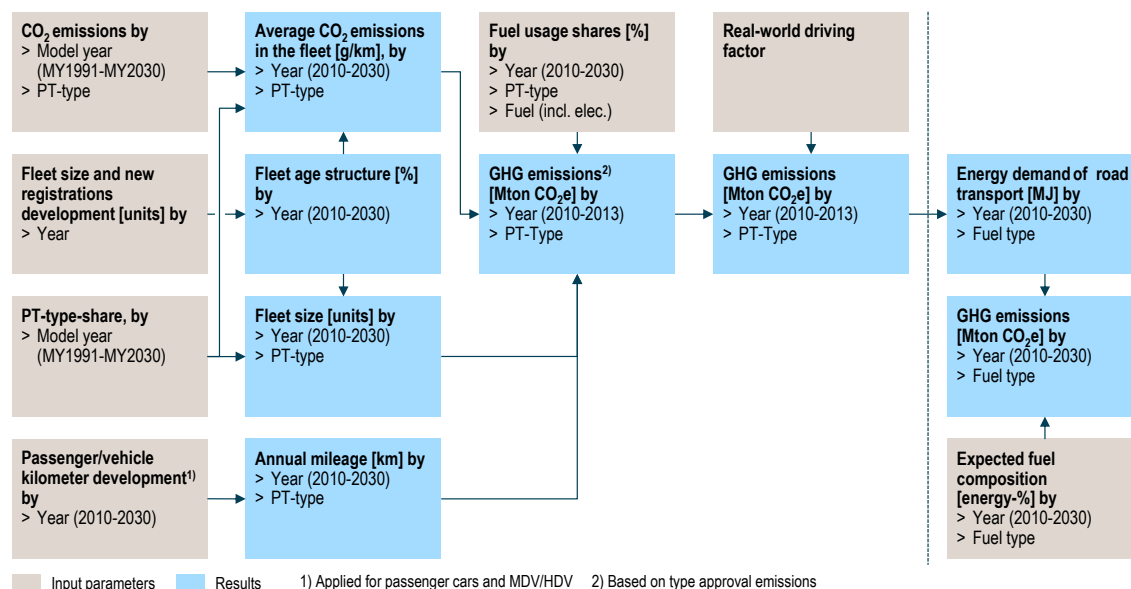 CO2 emissions by
> Model year
(MY1991-MY2030)
> PT-type
Average CO2 emissions
in the fleet [g/km], by
> Year (2010-2030)
> PT-type
Fuel usage shares [%]
by
> Year (2010-2030)
> PT-type
> Fuel (incl. elec.)
Real-world driving
factor
Fleet size and new
registrations
development [units] by
> Year
Fleet age structure [%]
by
> Year (2010-2030)
GHG emissions2)
[Mton CO2e] by
> Year (2010-2013)
> PT-Type
GHG emissions
[Mton CO2e] by
> Year (2010-2013)
> PT-Type
Energy demand of road
transport [MJ] by
> Year (2010-2030)
> Fuel type
PT-type-share, by
> Model year
(MY1991-MY2030)
Fleet size [units] by
> Year (2010-2030)
> PT-type
GHG emissions
[Mton CO2e] by
> Year (2010-2030)
> Fuel type
Passenger/vehicle
kilometer development1)
by
> Year (2010-2030)
Annual mileage [km] by
> Year (2010-2030)
> PT-type
Expected fuel
composition
[energy-%] by
> Year (2010-2030)
> Fuel type
Input parameters
Results
1) Applied for passenger cars and MDV/HDV
2) Based on type approval emissions